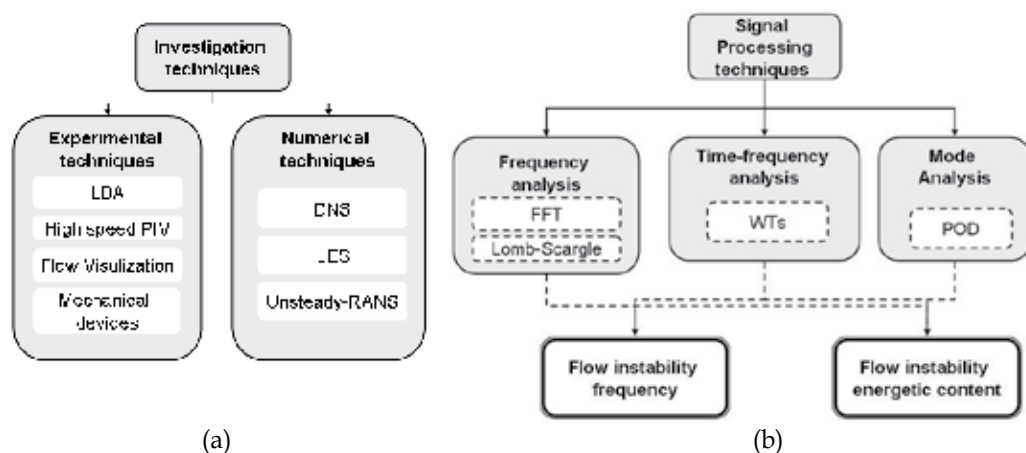 Investigation
techniques
Experimental
techniques
LDA
High speed PIV
Flow Visulization
Mechanical
devices
Numerical
techniques
DNS
LES
Unsteady-RANS
(a)
Signal
Processing
techniques
Frequency
analysis
FFT
Lomb-Scargle
Time-frequency
analysis
WTs
Mode
Analysis
POD
Flow instability
frequency
Flow instability
energetic content
(b)